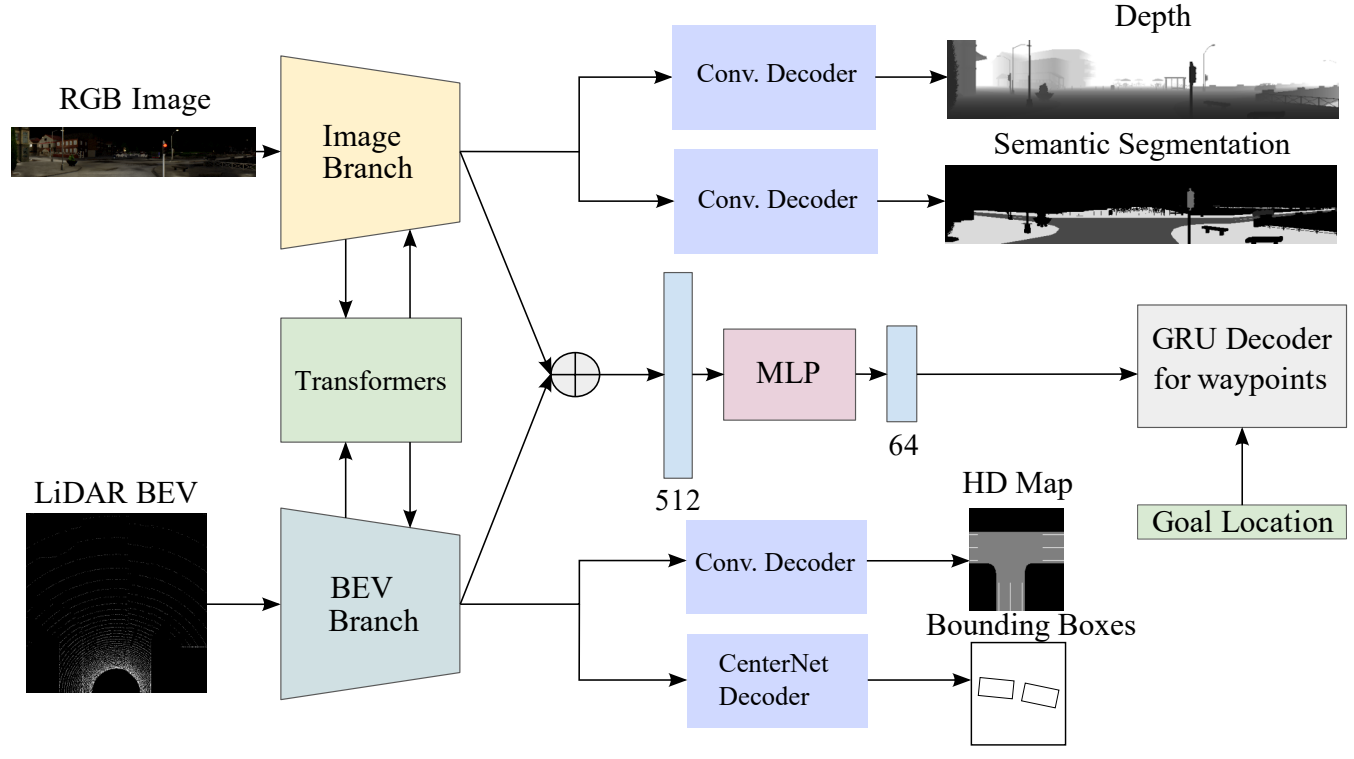 Depth
Conv. Decoder
RGB Image
Image
Branch
Semantic Segmentation
Conv. Decoder
Transformers
MLP
GRU Decoder
for waypoints
64
512
LiDAR BEV
HD Map
Goal Location
Conv. Decoder
BEV
Branch
Bounding Boxes
CenterNet
Decoder